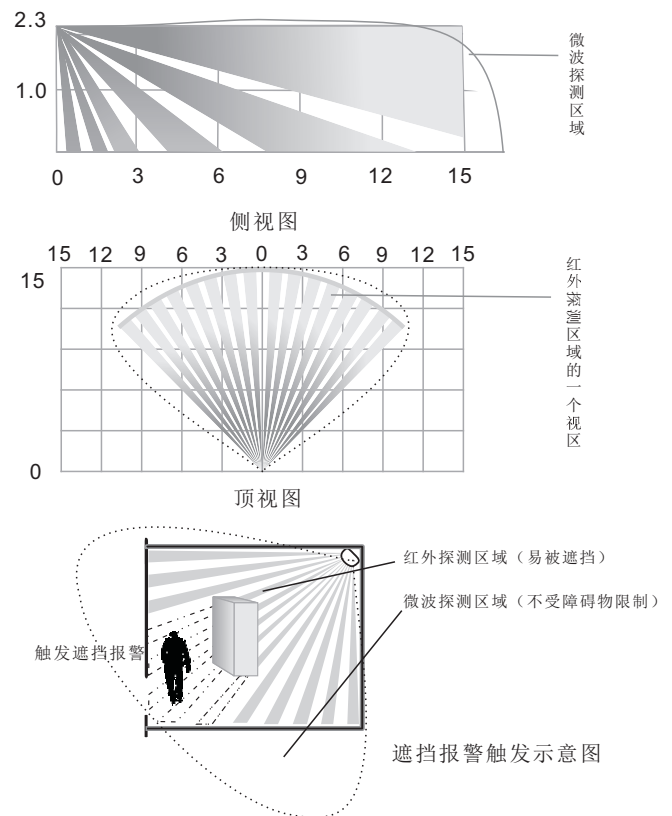 2.3
1.0
0 3 6 9 12 15
微波探测区域
侧视图
15 12 9 6 3 0 3 6 9 12 15
15
0
红外探测区域的一个视区
顶视图
红外探测区域（易被遮挡）
微波探测区域（不受障碍物限制）
触发遮挡报警
遮挡报警触发示意图